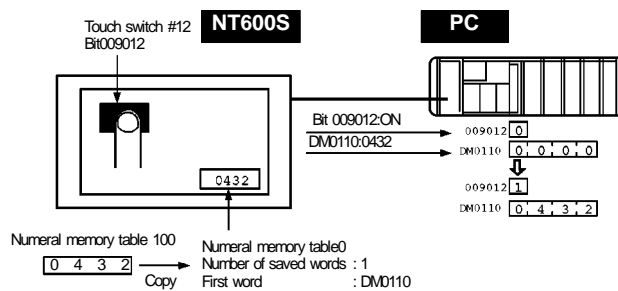 Touch switch #12
Bit009012
NT600S
PC
Bit 009012:ON
DM0110:0432
009012 0
DM0110 0 0 0 0
009012 1
DM0110 0 4 3 2
0432
Numeral memory table 100
0 4 3 2
Copy
Numeral memory table0
Number of saved words : 1
First word : DM0110